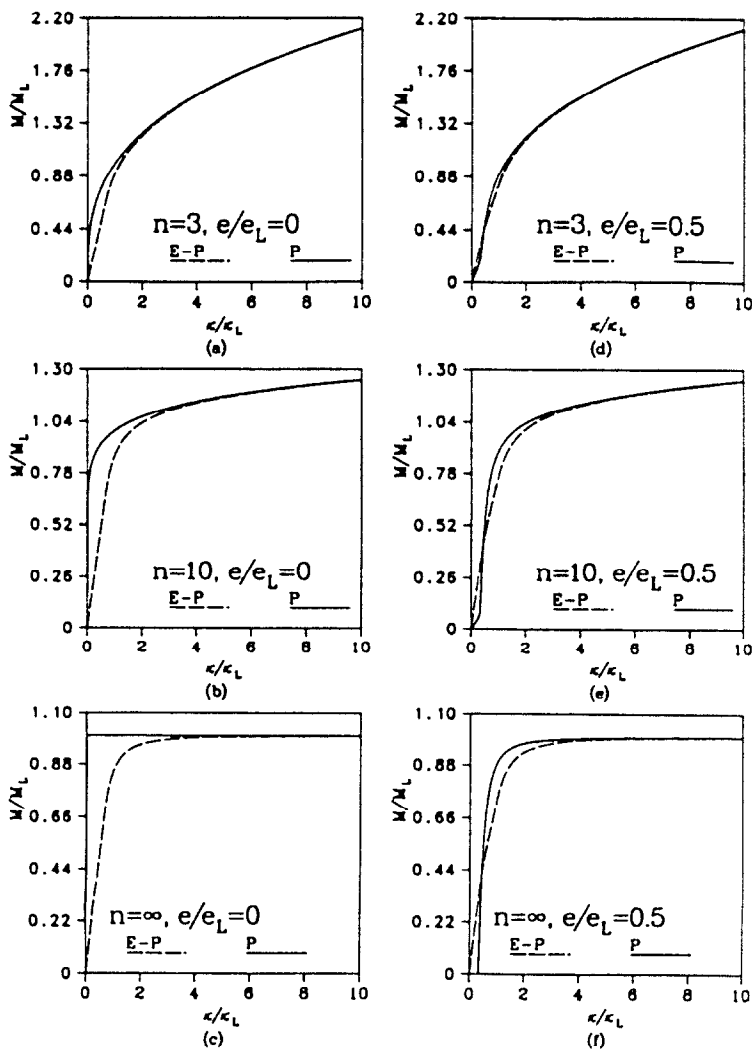 2.20
1.76
1.32
0.88
0.44
0
M/M_L
n=3, e/e_L=0
E-P P
0 2 4 6 8 10
κ/κ_L
(a)
2.20
1.76
1.32
0.88
0.44
0
M/M_L
n=3, e/e_L=0.5
E-P P
0 2 4 6 8 10
κ/κ_L
(d)
1.30
1.04
0.78
0.52
0.26
0
M/M_L
n=10, e/e_L=0
E-P P
0 2 4 6 8 10
κ/κ_L
(b)
1.30
1.04
0.78
0.52
0.26
0
M/M_L
n=10, e/e_L=0.5
E-P P
0 2 4 6 8 10
κ/κ_L
(e)
1.10
0.88
0.66
0.44
0.22
0
M/M_L
n=∞, e/e_L=0
E-P P
0 2 4 6 8 10
κ/κ_L
(c)
1.10
0.88
0.66
0.44
0.22
0
M/M_L
n=∞, e/e_L=0.5
E-P P
0 2 4 6 8 10
κ/κ_L
(f)